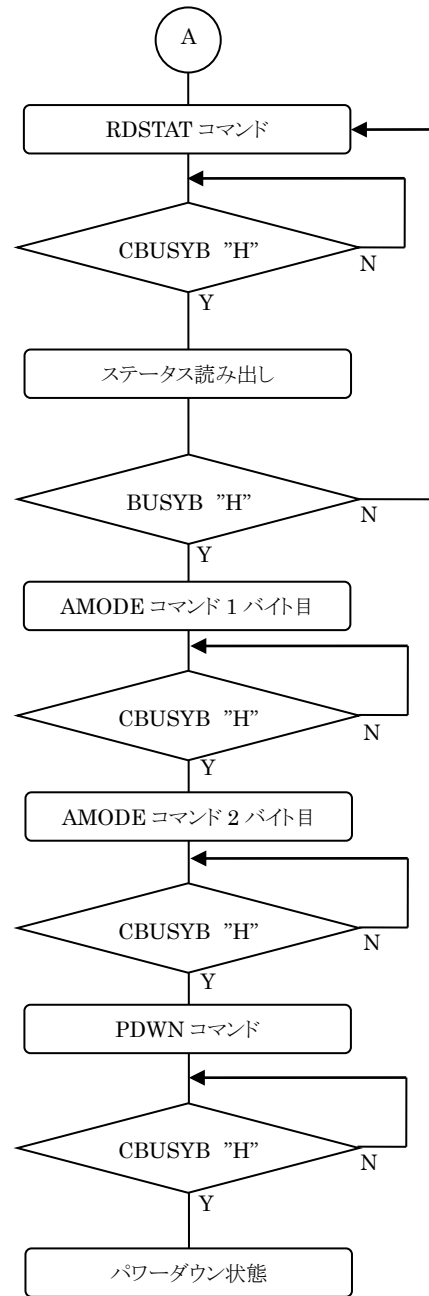 A
RDSTAT コマンド
CBUSYB "H"
N
Y
ステータス読み出し
BUSYB "H"
N
Y
AMODE コマンド 1 バイト目
CBUSYB "H"
N
Y
AMODE コマンド 2 バイト目
CBUSYB "H"
N
Y
PDWN コマンド
CBUSYB "H"
N
Y
パワーダウン状態